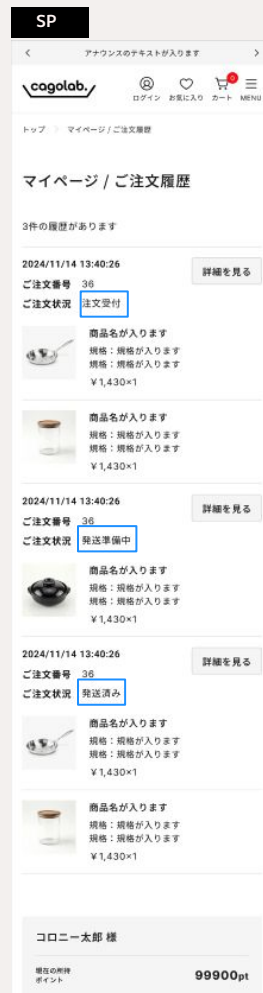 SP
アナウンスのテキストが入ります
cagolab.
0
ログイン お気に入り カート MENU
トップ マイページ / ご注文履歴
マイページ / ご注文履歴
3件の履歴があります
2024/11/14 13:40:26
詳細を見る
ご注文番号 36
ご注文状況 注文受付
商品名が入ります
規格：規格が入ります
規格：規格が入ります
￥1,430×1
商品名が入ります
規格：規格が入ります
規格：規格が入ります
￥1,430×1
2024/11/14 13:40:26
詳細を見る
ご注文番号 36
ご注文状況 発送準備中
商品名が入ります
規格：規格が入ります
規格：規格が入ります
￥1,430×1
2024/11/14 13:40:26
詳細を見る
ご注文番号 36
ご注文状況 発送済み
商品名が入ります
規格：規格が入ります
規格：規格が入ります
￥1,430×1
商品名が入ります
規格：規格が入ります
規格：規格が入ります
￥1,430×1
コロニー太郎 様
現在の所持
ポイント
99900pt